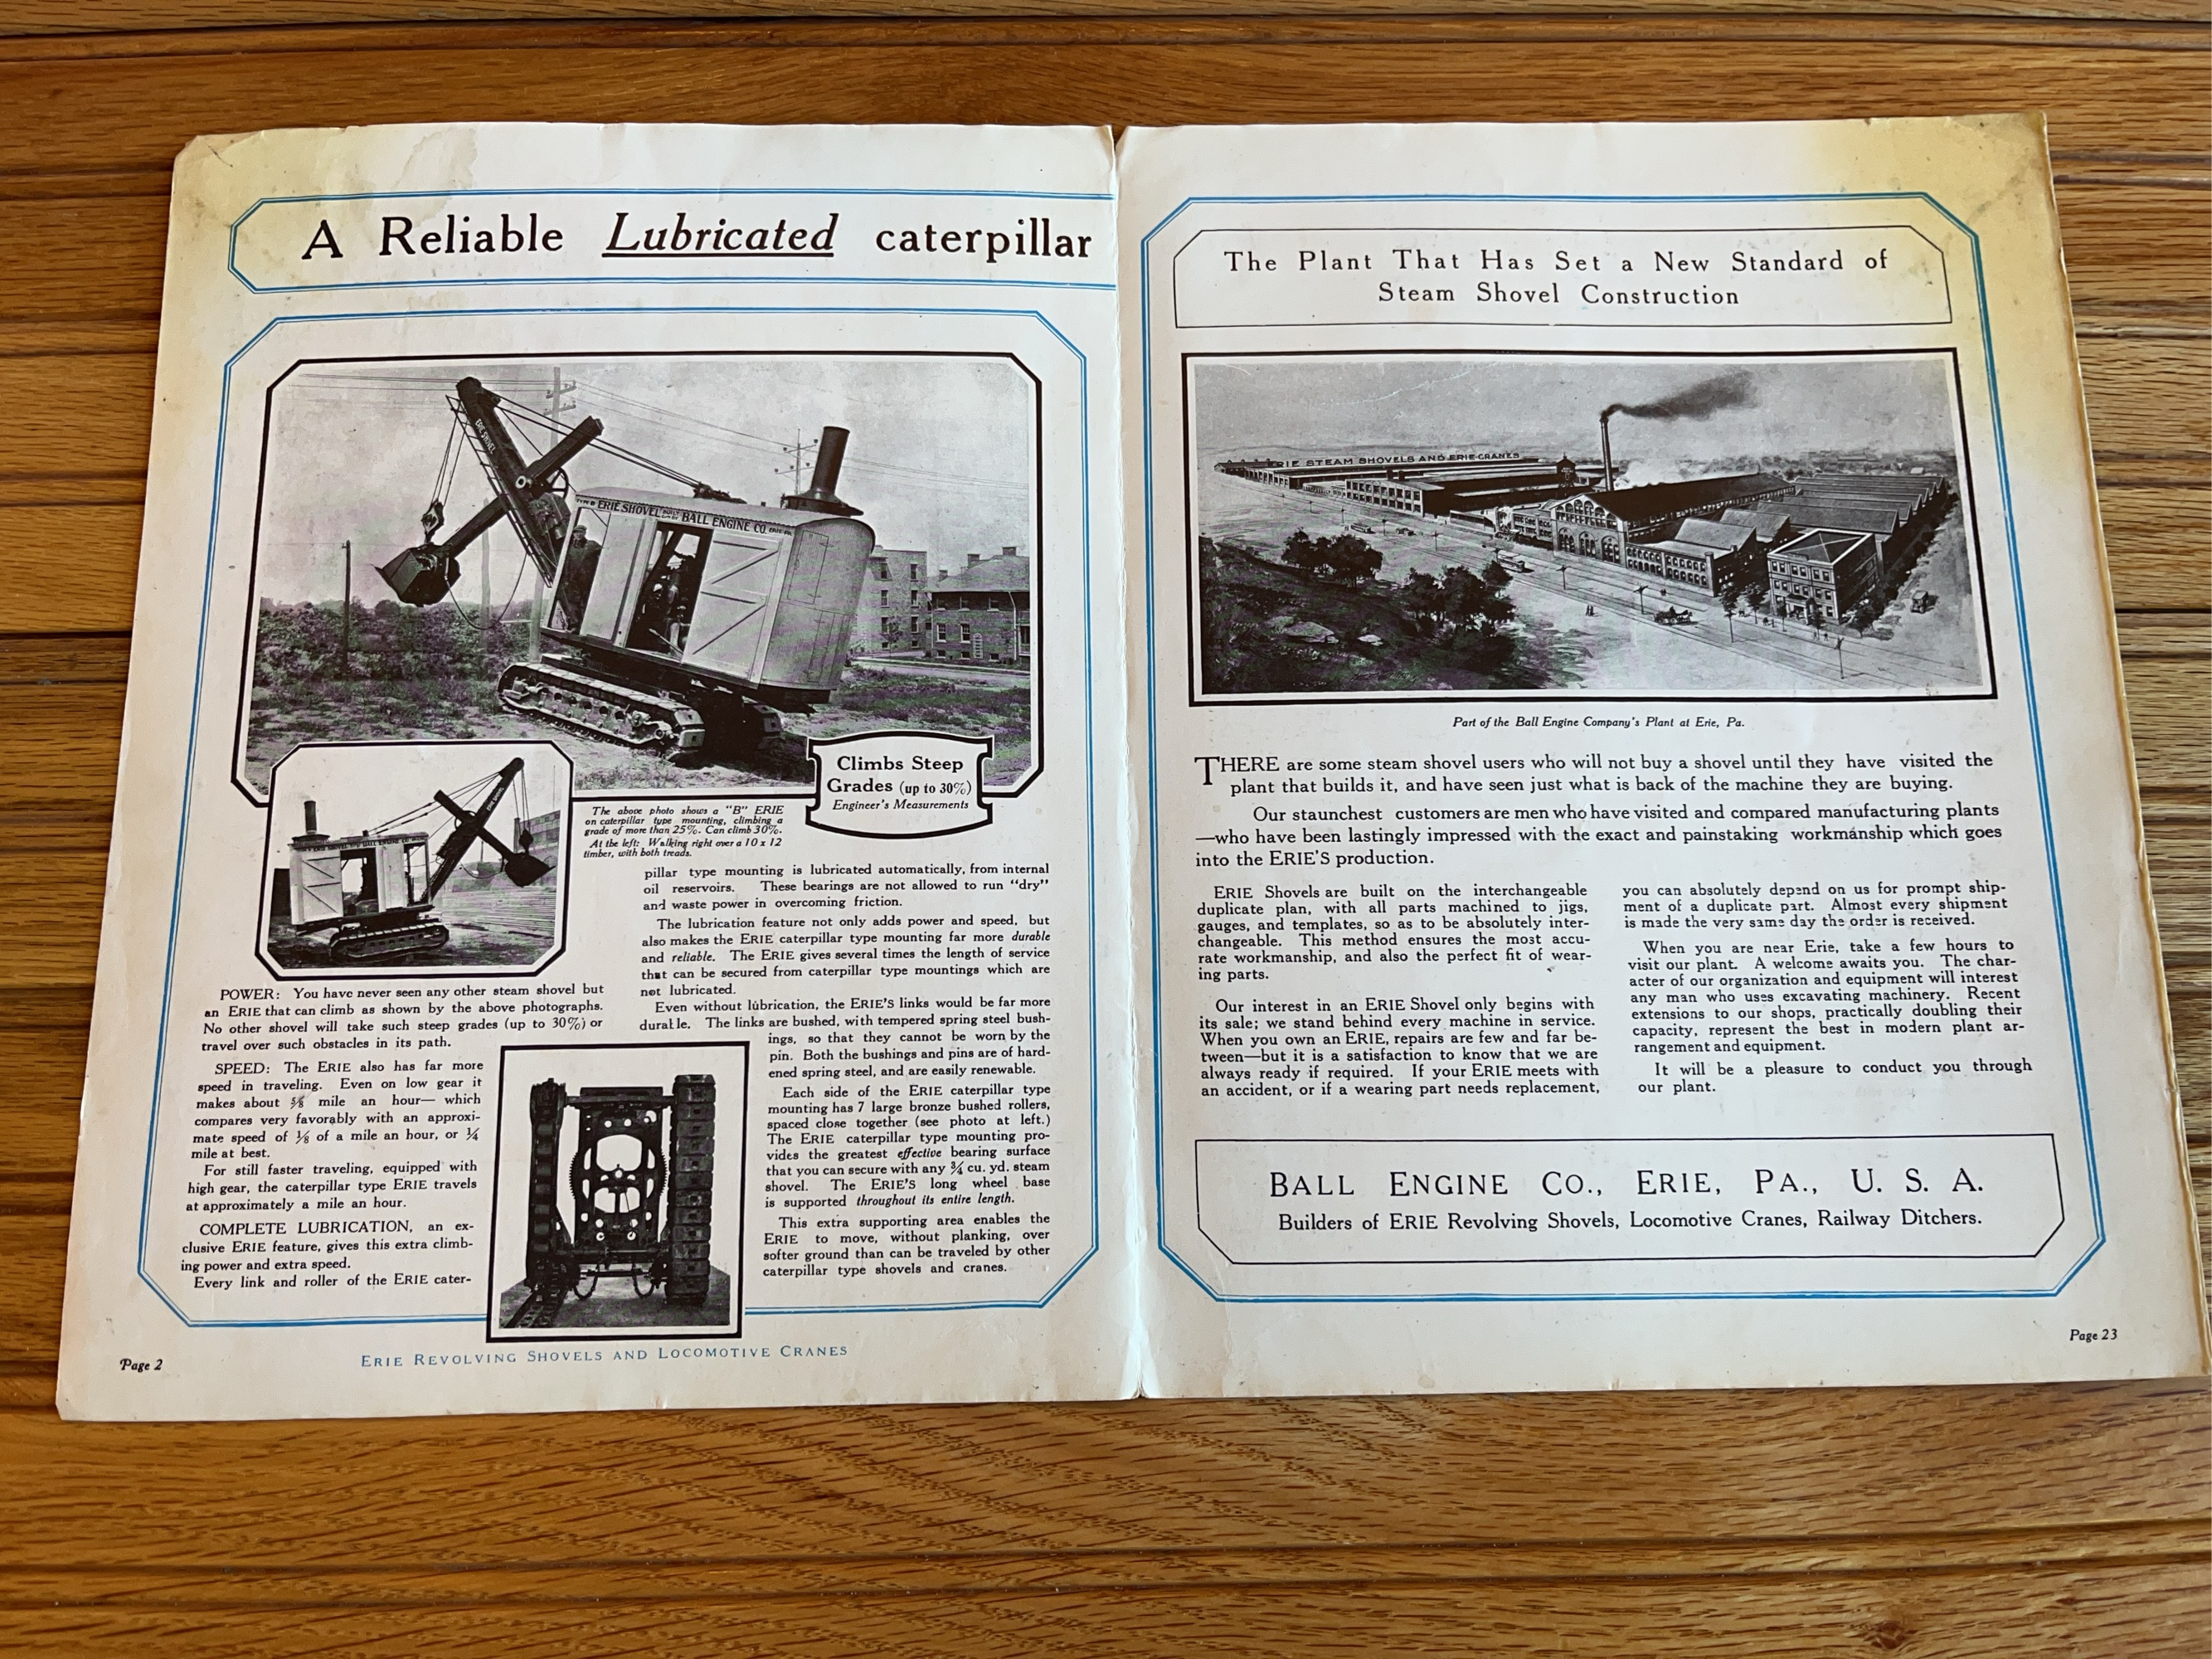 A Reliable Lubricated caterpillar
ERIE SHOVEL
TYPE B ERIE SHOVEL BUILT BY BALL ENGINE CO. ERIE PA.
Climbs Steep
Grades (up to 30%)
Engineer's Measurements
The above photo shows a "B" ERIE
on caterpillar type mounting, climbing a
grade of more than 25%. Can climb 30%.
At the left: Walking right over a 10 x 12
timber, with both treads.
POWER: You have never seen any other steam shovel but
an ERIE that can climb as shown by the above photographs.
No other shovel will take such steep grades (up to 30%) or
travel over such obstacles in its path.
SPEED: The ERIE also has far more
speed in traveling. Even on low gear it
makes about ⅝ mile an hour— which
compares very favorably with an approxi-
mate speed of ⅛ of a mile an hour, or ¼
mile at best.
For still faster traveling, equipped with
high gear, the caterpillar type ERIE travels
at approximately a mile an hour.
COMPLETE LUBRICATION, an ex-
clusive ERIE feature, gives this extra climb-
ing power and extra speed.
Every link and roller of the ERIE cater-
pillar type mounting is lubricated automatically, from internal
oil reservoirs. These bearings are not allowed to run "dry"
and waste power in overcoming friction.
The lubrication feature not only adds power and speed, but
also makes the ERIE caterpillar type mounting far more durable
and reliable. The ERIE gives several times the length of service
that can be secured from caterpillar type mountings which are
not lubricated.
Even without lubrication, the ERIE'S links would be far more
durable. The links are bushed, with tempered spring steel bush-
ings, so that they cannot be worn by the
pin. Both the bushings and pins are of hard-
ened spring steel, and are easily renewable.
Each side of the ERIE caterpillar type
mounting has 7 large bronze bushed rollers,
spaced close together (see photo at left.)
The ERIE caterpillar type mounting pro-
vides the greatest effective bearing surface
that you can secure with any ¾ cu. yd. steam
shovel. The ERIE'S long wheel base
is supported throughout its entire length.
This extra supporting area enables the
ERIE to move, without planking, over
softer ground than can be traveled by other
caterpillar type shovels and cranes.
Page 2
ERIE REVOLVING SHOVELS AND LOCOMOTIVE CRANES
The Plant That Has Set a New Standard of
Steam Shovel Construction
ERIE STEAM SHOVELS AND ERIE CRANES
Part of the Ball Engine Company's Plant at Erie, Pa.
THERE are some steam shovel users who will not buy a shovel until they have visited the
plant that builds it, and have seen just what is back of the machine they are buying.
Our staunchest customers are men who have visited and compared manufacturing plants
—who have been lastingly impressed with the exact and painstaking workmanship which goes
into the ERIE'S production.
ERIE Shovels are built on the interchangeable
duplicate plan, with all parts machined to jigs,
gauges, and templates, so as to be absolutely inter-
changeable. This method ensures the most accu-
rate workmanship, and also the perfect fit of wear-
ing parts.
Our interest in an ERIE Shovel only begins with
its sale; we stand behind every machine in service.
When you own an ERIE, repairs are few and far be-
tween—but it is a satisfaction to know that we are
always ready if required. If your ERIE meets with
an accident, or if a wearing part needs replacement,
you can absolutely depend on us for prompt ship-
ment of a duplicate part. Almost every shipment
is made the very same day the order is received.
When you are near Erie, take a few hours to
visit our plant. A welcome awaits you. The char-
acter of our organization and equipment will interest
any man who uses excavating machinery. Recent
extensions to our shops, practically doubling their
capacity, represent the best in modern plant ar-
rangement and equipment.
It will be a pleasure to conduct you through
our plant.
BALL ENGINE CO., ERIE, PA., U. S. A.
Builders of ERIE Revolving Shovels, Locomotive Cranes, Railway Ditchers.
Page 23